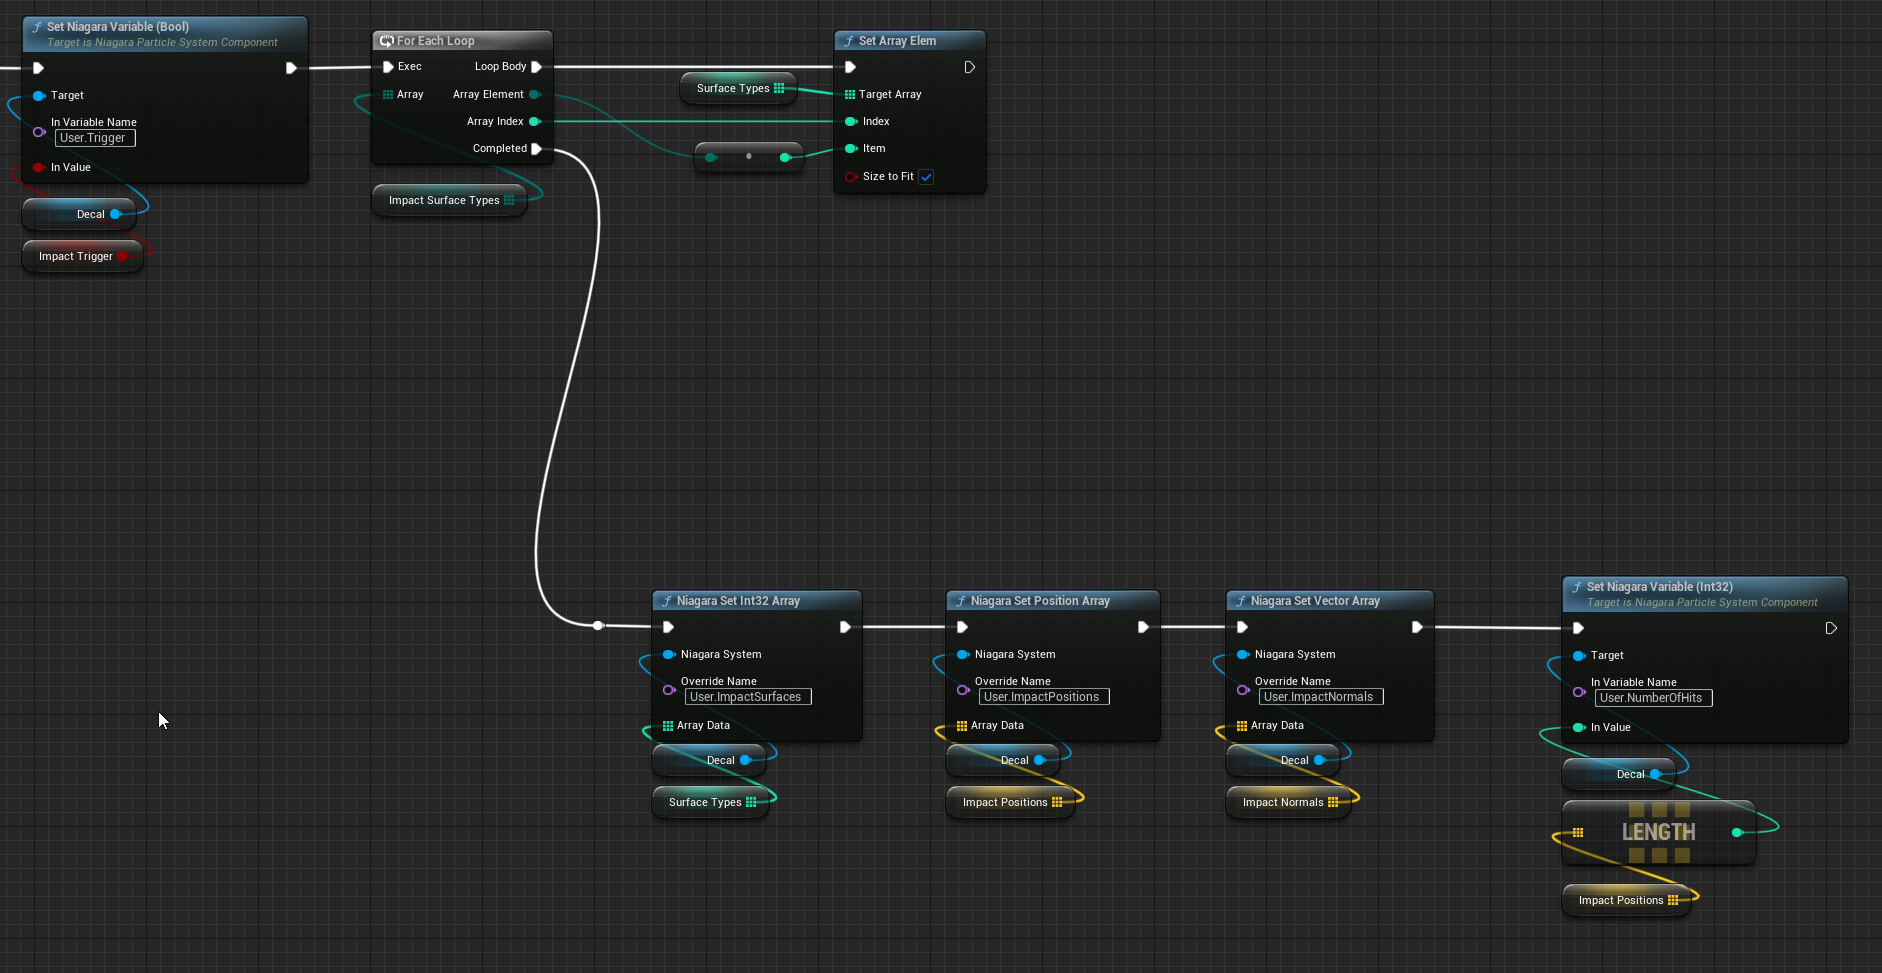 Set Niagara Variable (Bool)
Target is Niagara Particle System Component
Target
In Variable Name
User.Trigger
In Value
Decal
Impact Trigger
For Each Loop
Exec
Loop Body
Array
Array Element
Array Index
Completed
Impact Surface Types
Surface Types
Set Array Elem
Target Array
Index
Item
Size to Fit
Niagara Set Int32 Array
Niagara System
Override Name
User.ImpactSurfaces
Array Data
Decal
Surface Types
Niagara Set Position Array
Niagara System
Override Name
User.ImpactPositions
Array Data
Decal
Impact Positions
Niagara Set Vector Array
Niagara System
Override Name
User.ImpactNormals
Array Data
Decal
Impact Normals
Set Niagara Variable (Int32)
Target is Niagara Particle System Component
Target
In Variable Name
User.NumberOfHits
In Value
Decal
LENGTH
Impact Positions